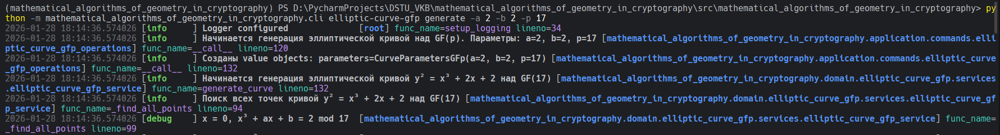 (mathematical_algorithms_of_geometry_in_cryptography) PS D:\PycharmProjects\DSTU_VKB\mathematical_algorithms_of_geometry_in_cryptography\src\mathematical_algorithms_of_geometry_in_cryptography> py
thon -m mathematical_algorithms_of_geometry_in_cryptography.cli elliptic-curve-gfp generate -a 2 -b 2 -p 17
2026-01-28 18:14:36.574026 [info     ] Logger configured              [root] func_name=setup_logging lineno=34
2026-01-28 18:14:36.574026 [info     ] Начинается генерация эллиптической кривой над GF(p). Параметры: a=2, b=2, p=17 [mathematical_algorithms_of_geometry_in_cryptography.application.commands.elli
ptic_curve_gfp_operations] func_name=__call__ lineno=120
2026-01-28 18:14:36.574026 [info     ] Созданы value objects: parameters=CurveParametersGFp(a=2, b=2, p=17) [mathematical_algorithms_of_geometry_in_cryptography.application.commands.elliptic_curve
_gfp_operations] func_name=__call__ lineno=132
2026-01-28 18:14:36.574026 [info     ] Начинается генерация эллиптической кривой y² = x³ + 2x + 2 над GF(17) [mathematical_algorithms_of_geometry_in_cryptography.domain.elliptic_curve_gfp.services
.elliptic_curve_gfp_service] func_name=generate_curve lineno=132
2026-01-28 18:14:36.574026 [info     ] Поиск всех точек кривой y² = x³ + 2x + 2 над GF(17) [mathematical_algorithms_of_geometry_in_cryptography.domain.elliptic_curve_gfp.services.elliptic_curve_gf
p_service] func_name=_find_all_points lineno=94
2026-01-28 18:14:36.574026 [debug    ] x = 0, x³ + ax + b = 2 mod 17  [mathematical_algorithms_of_geometry_in_cryptography.domain.elliptic_curve_gfp.services.elliptic_curve_gfp_service] func_name=
_find_all_points lineno=99